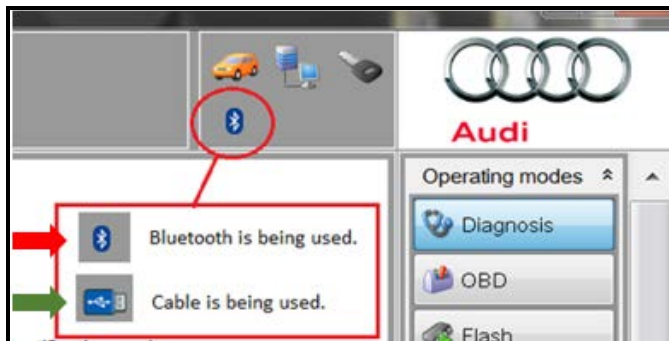 Audi
Operating modes
Diagnosis
OBD
Flash
Bluetooth is being used.
Cable is being used.